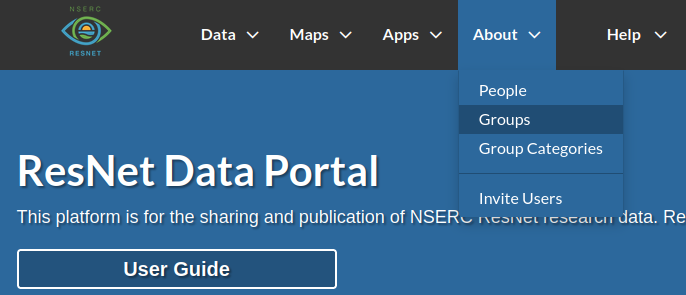 NSERC
RESNET
Data Maps Apps About Help
People
Groups
Group Categories
Invite Users
ResNet Data Portal
This platform is for the sharing and publication of NSERC ResNet research data. Re
User Guide